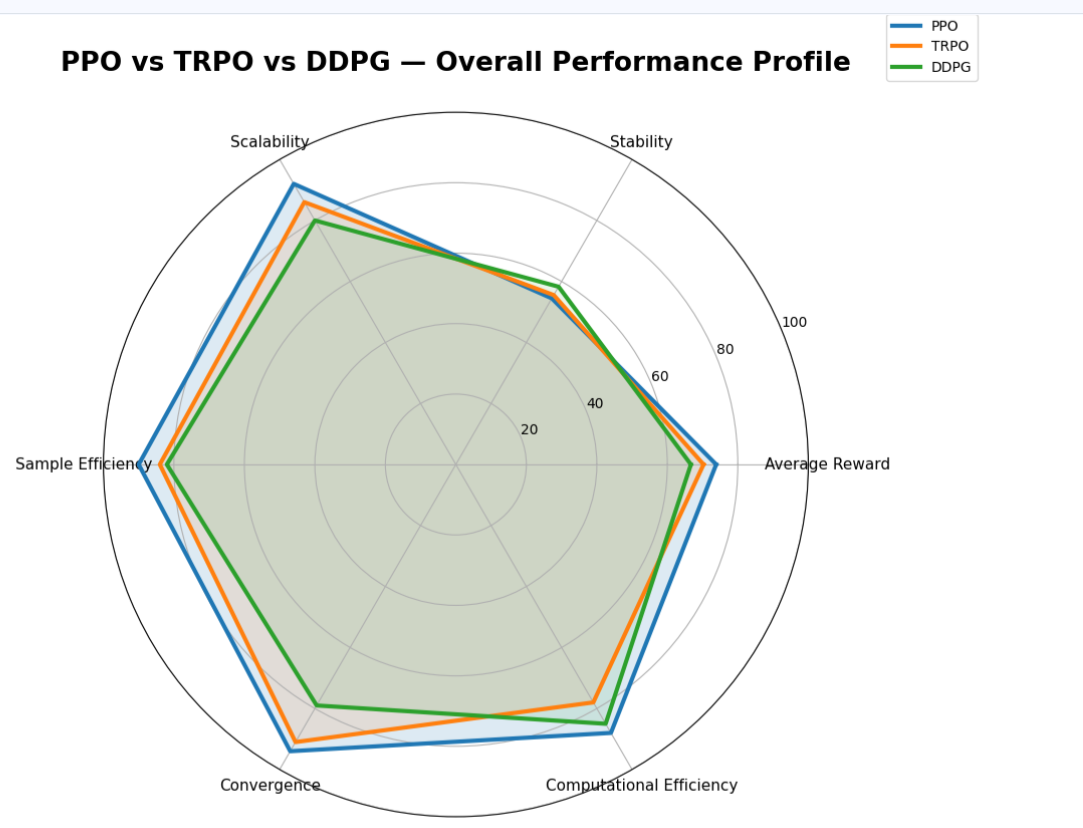 PPO
TRPO
DDPG
PPO vs TRPO vs DDPG — Overall Performance Profile
Scalability
Stability
100
80
60
40
20
Sample Efficiency
Average Reward
Convergence
Computational Efficiency